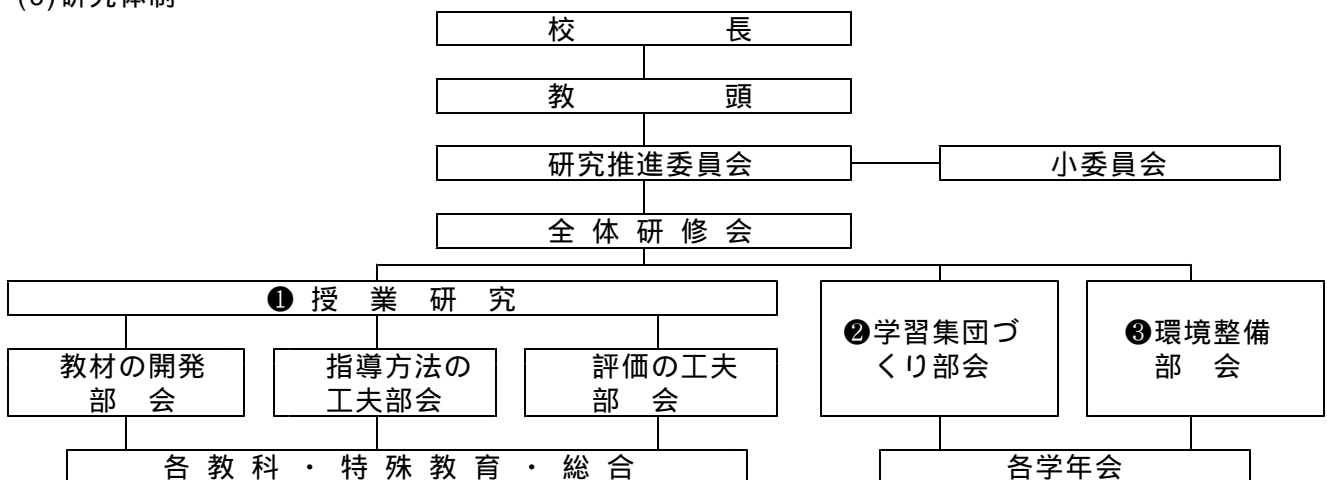 研究体制
校　　　長
教　　　頭
研究推進委員会
小委員会
全 体 研 修 会
❶ 授　業　研　究
❷学習集団づ
くり部会
❸環境整備
部　会
教材の開発
部　会
指導方法の
工夫部会
評価の工夫
部　会
各 教 科 ・ 特 殊 教 育 ・ 総 合
各学年会